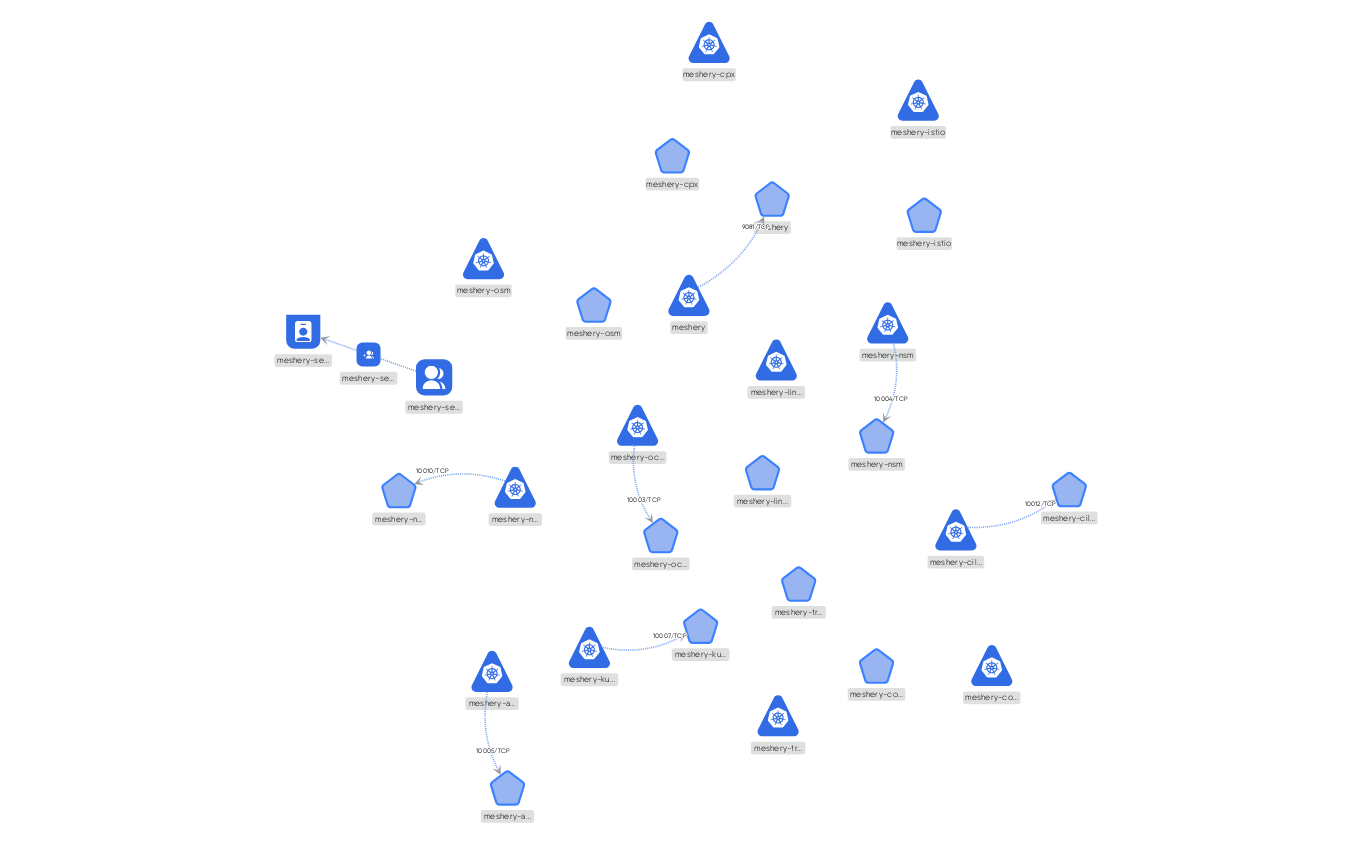 meshery-cpx
meshery-istio
meshery-cpx
9081/TCP
meshery-istio
meshery-osm
meshery-osm
meshery
meshery-nsm
meshery-se...
meshery-se...
meshery-se...
meshery-lin...
10004/TCP
meshery-oc...
meshery-nsm
10010/TCP
meshery-n...
meshery-n...
10003/TCP
meshery-lin...
10012/TCP
meshery-cil...
meshery-cil...
meshery-oc...
meshery-tr...
10007/TCP
meshery-ku...
meshery-ku...
meshery-a...
meshery-co...
meshery-co...
10005/TCP
meshery-tr...
meshery-a...